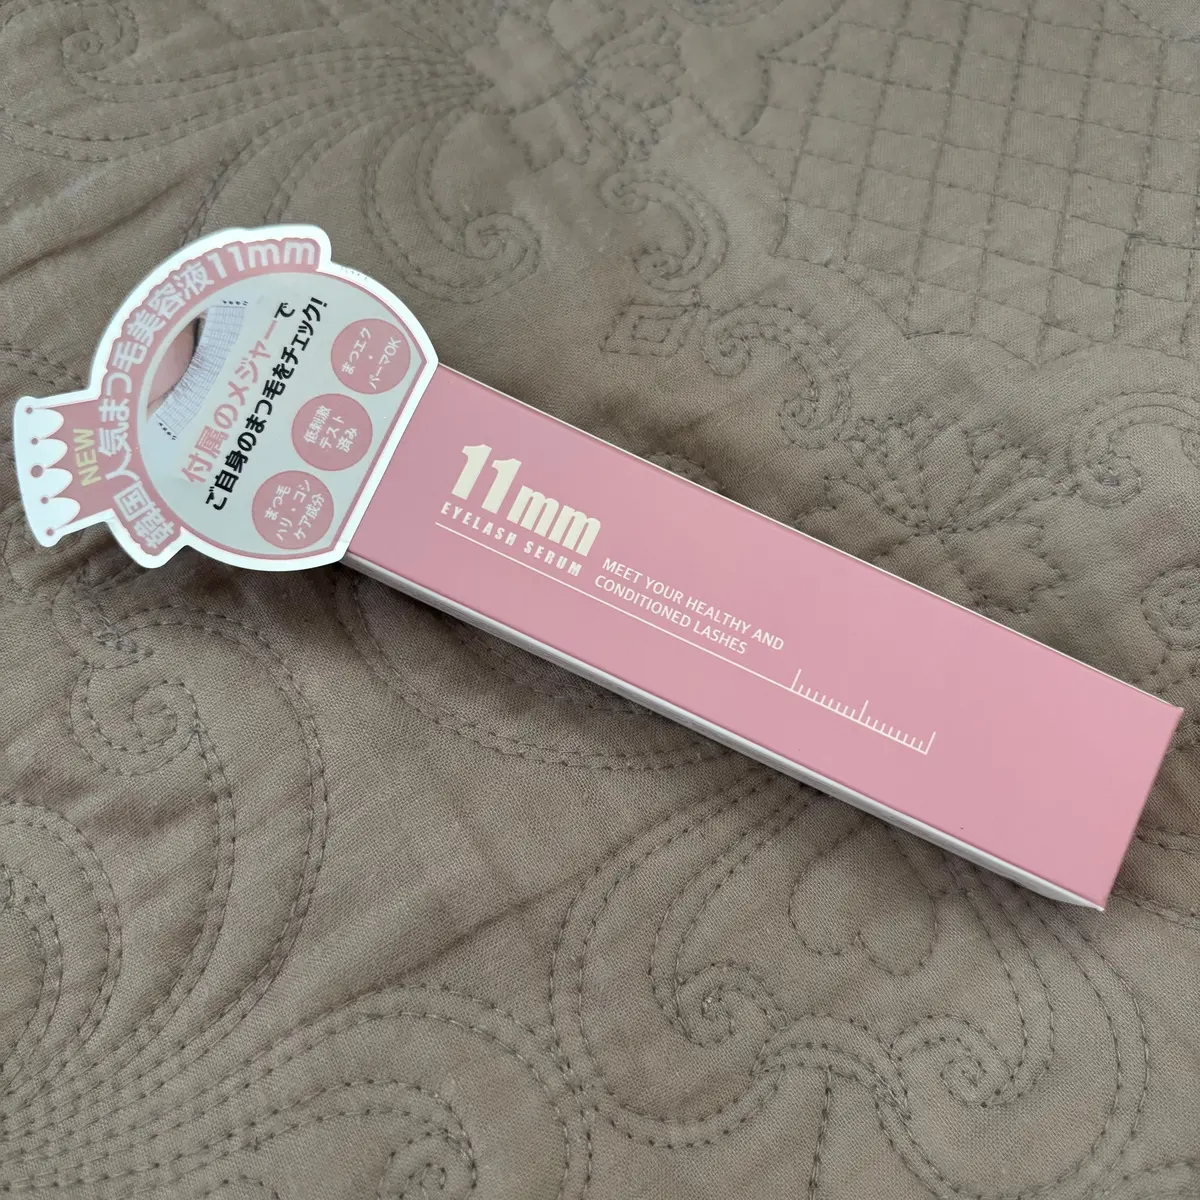 NEW
韓国人気まつ毛美容液11mm
付属のメジャーで
ご自身のまつ毛をチェック!
まつエク
・
パーマOK
低刺激
テスト
済み
まつ毛
ハリ・コシ
ケア成分
11mm
EYELASH SERUM
MEET YOUR HEALTHY AND
CONDITIONED LASHES